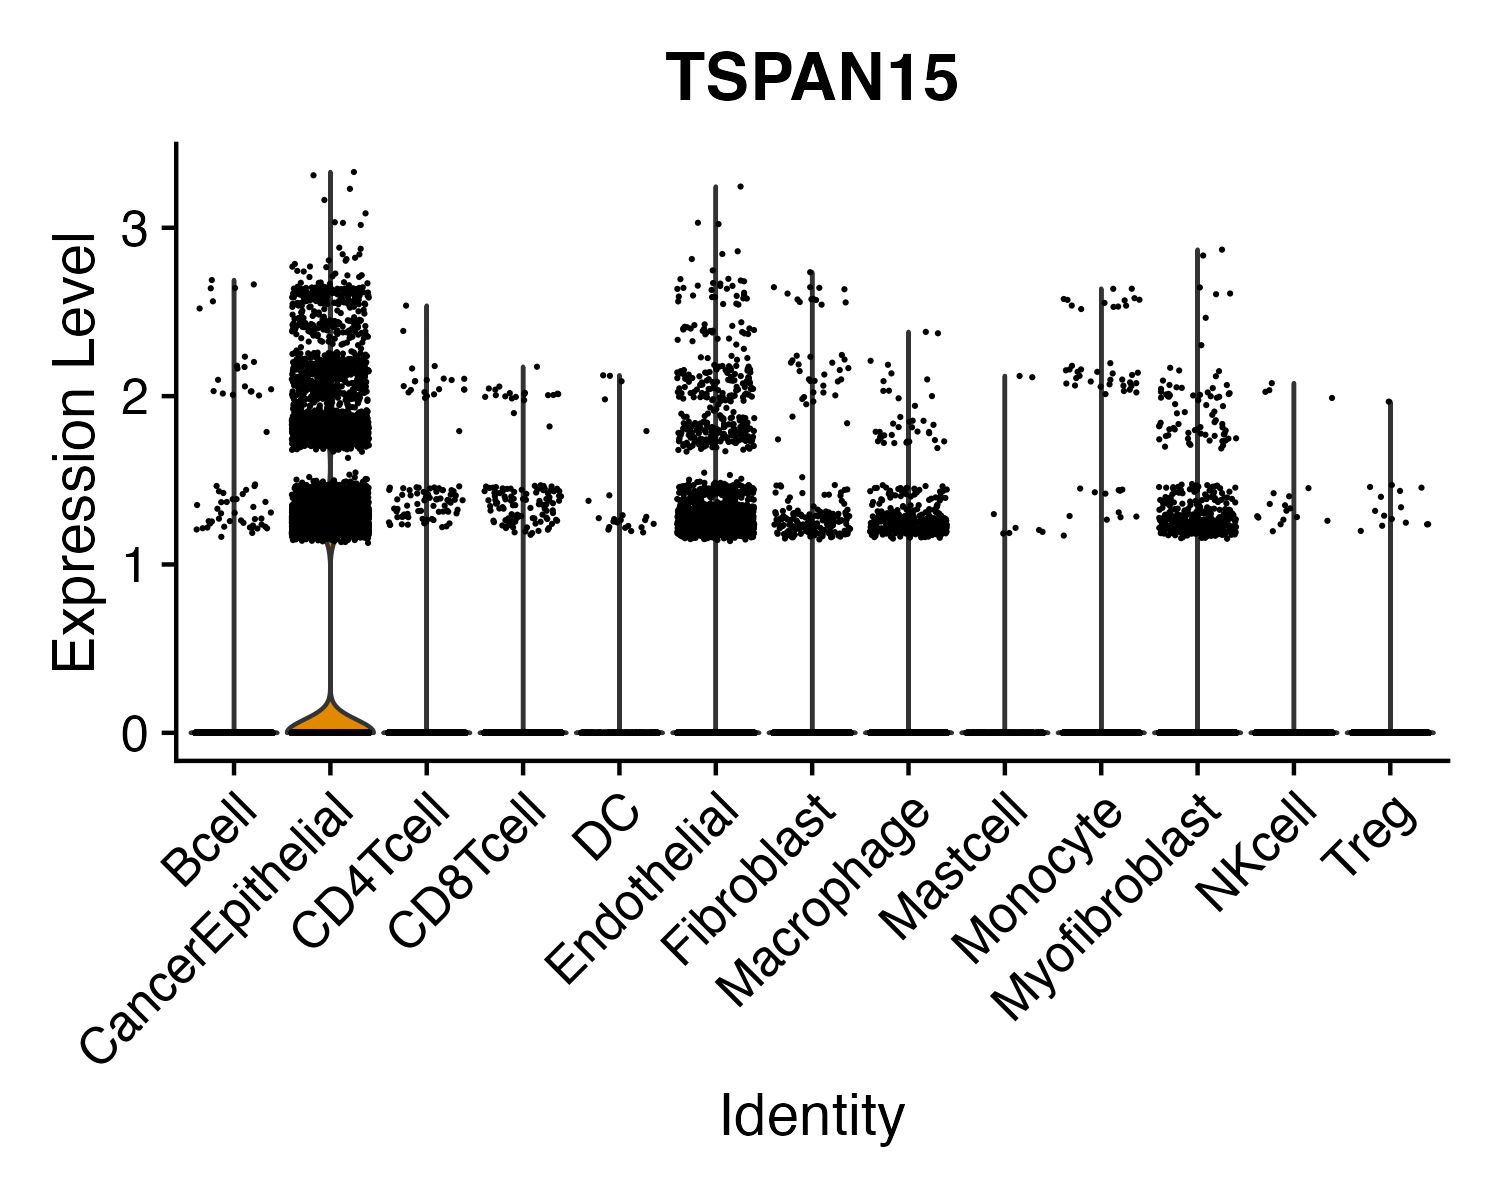 TSPAN15
Expression Level
3
2
1
0
Bcell
CancerEpithelial
CD4Tcell
CD8Tcell
DC
Endothelial
Fibroblast
Macrophage
Mastcell
Monocyte
Myofibroblast
NKcell
Treg
Identity